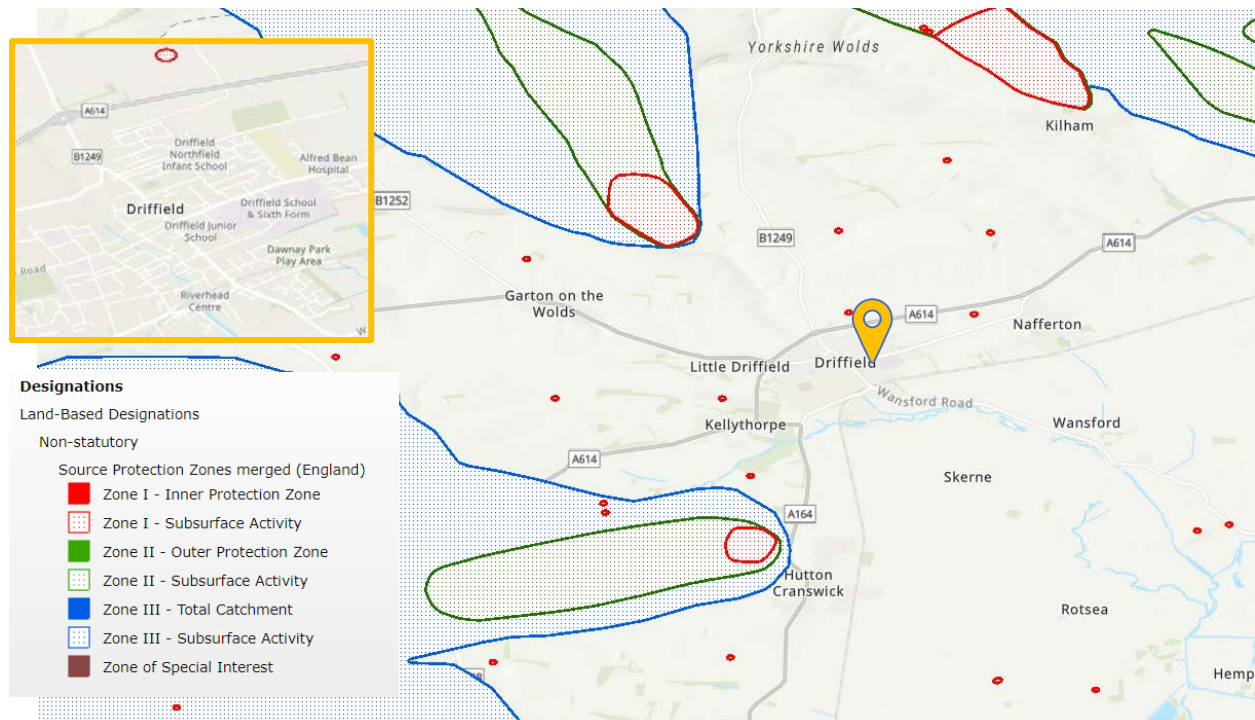 Yorkshire Wolds
Kilham
A614
B1249
Driffield
Northfield
Infant School
Alfred Bean
Hospital
Driffield
Driffield School
& Sixth Form
Driffield Junior
School
Dawnay Park
Play Area
Road
Riverhead
Centre
W
B1252
B1249
A614
Garton on the
Wolds
A614
Nafferton
Little Driffield
Driffield
Wansford Road
Kellythorpe
Wansford
A614
Skerne
A164
Hutton
Cranswick
Rotsea
Hemp
Designations
Land-Based Designations
Non-statutory
Source Protection Zones merged (England)
Zone I - Inner Protection Zone
Zone I - Subsurface Activity
Zone II - Outer Protection Zone
Zone II - Subsurface Activity
Zone III - Total Catchment
Zone III - Subsurface Activity
Zone of Special Interest